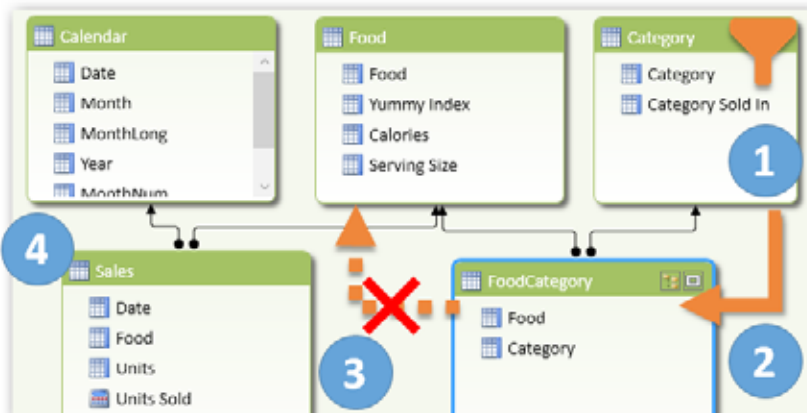 Calendar
Date
Month
MonthLong
Year
MonthNum
Food
Food
Yummy Index
Calories
Serving Size
Category
Category
Category Sold In
1
4
Sales
Date
Food
Units
Units Sold
3
FoodCategory
Food
Category
2